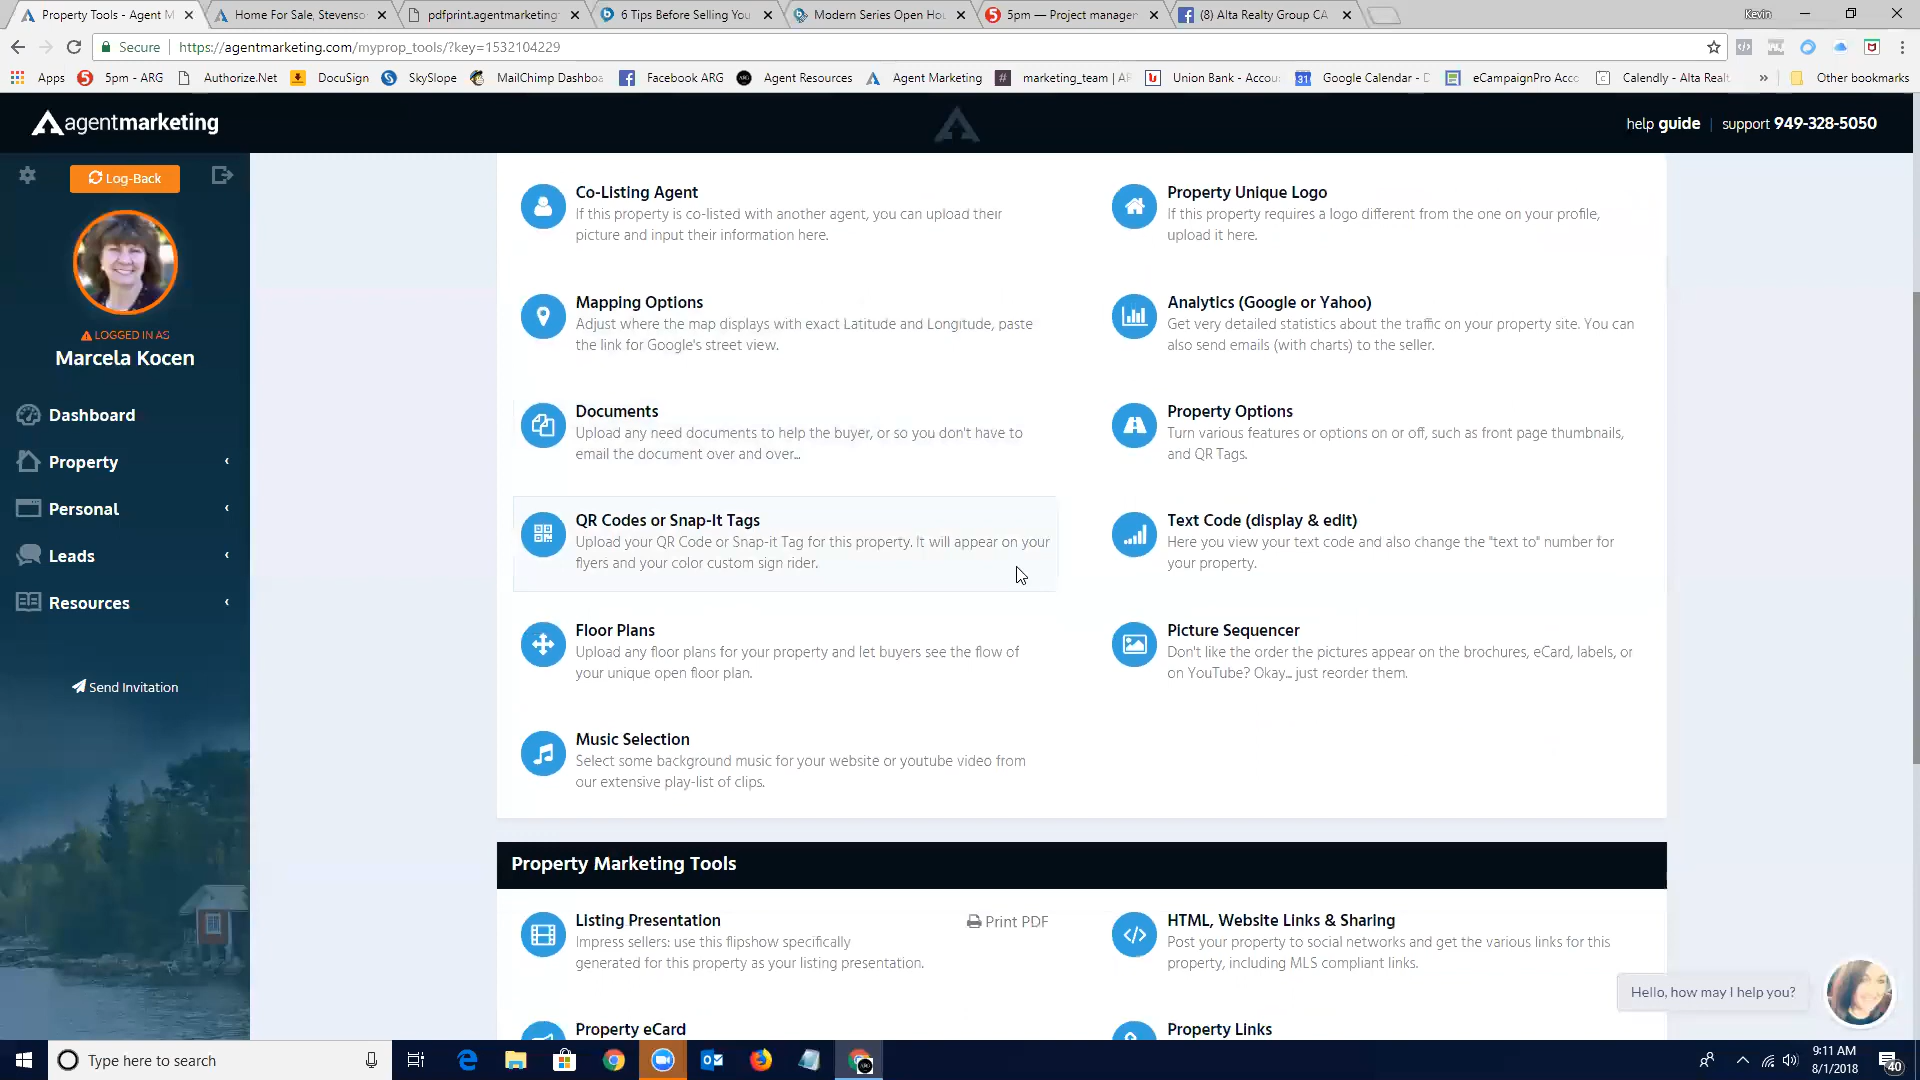 Property Tools - Agent M
Home For Sale, Stevenso
pdfprint.agentmarketing
6 Tips Before Selling You
Modern Series Open Hou
5pm — Project manager
(8) Alta Realty Group CA
Kevin
Secure
https://agentmarketing.com/myprop_tools/?key=1532104229
Apps
5pm - ARG
Authorize.Net
DocuSign
SkySlope
MailChimp Dashboa
Facebook ARG
Agent Resources
Agent Marketing
marketing_team | AR
Union Bank - Accou
Google Calendar - D
eCampaignPro Acco
Calendly - Alta Realt
»
Other bookmarks
agentmarketing
help guide | support 949-328-5050
Log-Back
LOGGED IN AS
Marcela Kocen
Dashboard
Property
Personal
Leads
Resources
Send Invitation
Co-Listing Agent
If this property is co-listed with another agent, you can upload their
picture and input their information here.
Property Unique Logo
If this property requires a logo different from the one on your profile,
upload it here.
Mapping Options
Adjust where the map displays with exact Latitude and Longitude, paste
the link for Google's street view.
Analytics (Google or Yahoo)
Get very detailed statistics about the traffic on your property site. You can
also send emails (with charts) to the seller.
Documents
Upload any need documents to help the buyer, or so you don't have to
email the document over and over...
Property Options
Turn various features or options on or off, such as front page thumbnails,
and QR Tags.
QR Codes or Snap-It Tags
Upload your QR Code or Snap-it Tag for this property. It will appear on your
flyers and your color custom sign rider.
Text Code (display & edit)
Here you view your text code and also change the "text to" number for
your property.
Floor Plans
Upload any floor plans for your property and let buyers see the flow of
your unique open floor plan.
Picture Sequencer
Don't like the order the pictures appear on the brochures, eCard, labels, or
on YouTube? Okay... just reorder them.
Music Selection
Select some background music for your website or youtube video from
our extensive play-list of clips.
Property Marketing Tools
Listing Presentation
Print PDF
Impress sellers: use this flipshow specifically
generated for this property as your listing presentation.
HTML, Website Links & Sharing
Post your property to social networks and get the various links for this
property, including MLS compliant links.
Hello, how may I help you?
Property eCard
Property Links
Type here to search
9:11 AM
8/1/2018
40